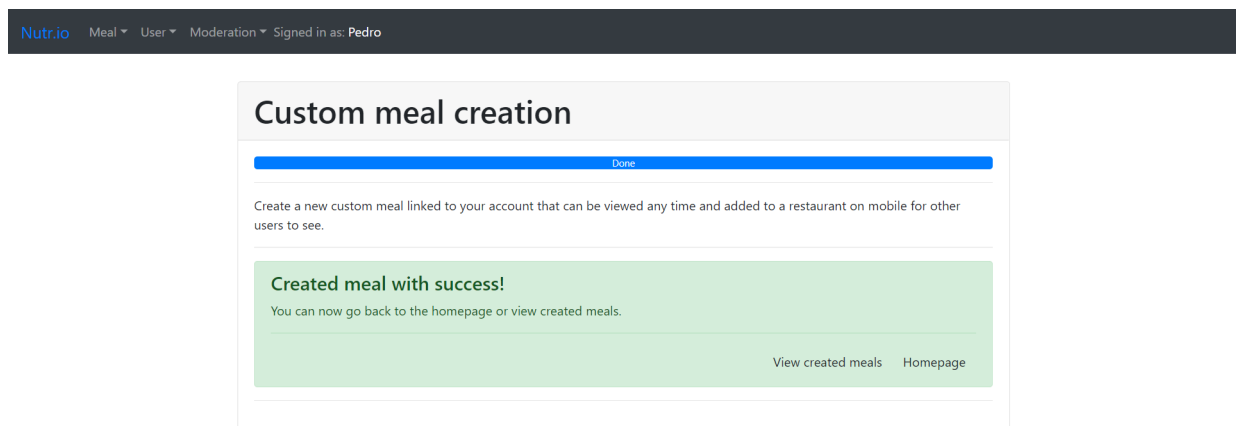 Nutr.io Meal User Moderation Signed in as: Pedro
Custom meal creation
Done
Create a new custom meal linked to your account that can be viewed any time and added to a restaurant on mobile for other
users to see.
Created meal with success!
You can now go back to the homepage or view created meals.
View created meals Homepage